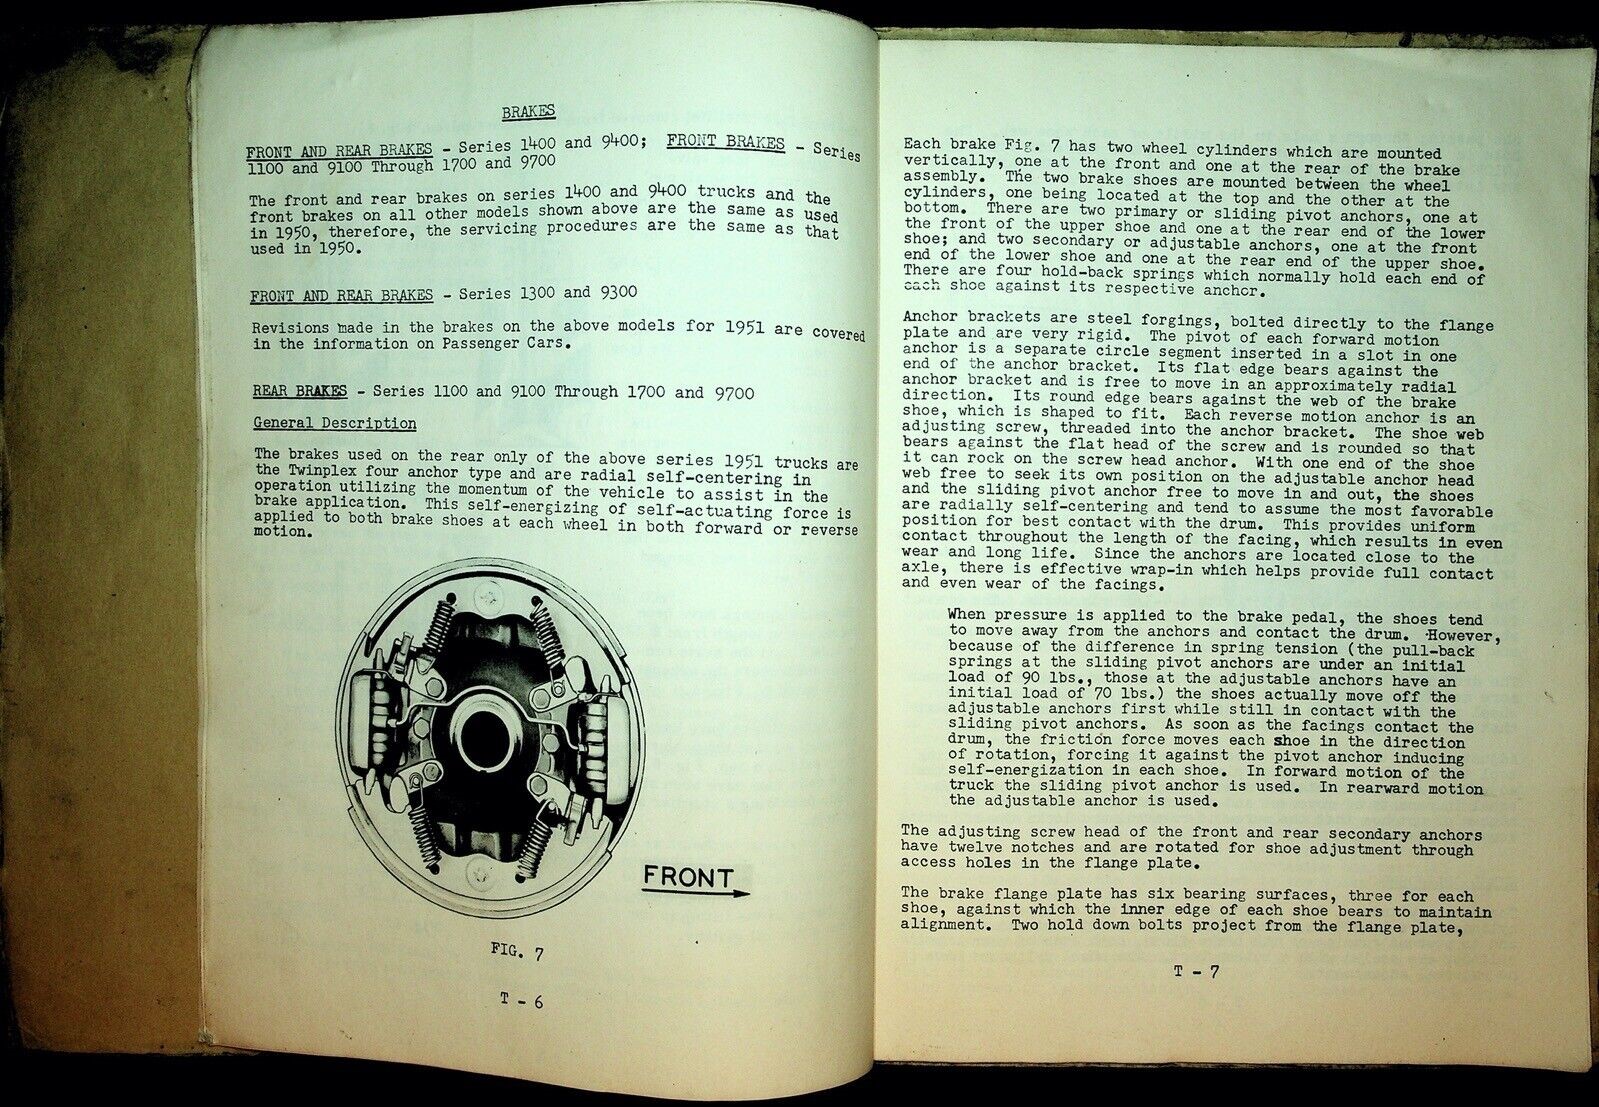 BRAKES
FRONT AND REAR BRAKES - Series 1400 and 9400; FRONT BRAKES - Series
1100 and 9100 Through 1700 and 9700
The front and rear brakes on series 1400 and 9400 trucks and the
front brakes on all other models shown above are the same as used
in 1950, therefore, the servicing procedures are the same as that
used in 1950.
FRONT AND REAR BRAKES - Series 1300 and 9300
Revisions made in the brakes on the above models for 1951 are covered
in the information on Passenger Cars.
REAR BRAKES - Series 1100 and 9100 Through 1700 and 9700
General Description
The brakes used on the rear only of the above series 1951 trucks are
the Twinplex four anchor type and are radial self-centering in
operation utilizing the momentum of the vehicle to assist in the
brake application. This self-energizing of self-actuating force is
applied to both brake shoes at each wheel in both forward or reverse
motion.
FRONT
FIG. 7
T - 6
Each brake Fig. 7 has two wheel cylinders which are mounted
vertically, one at the front and one at the rear of the brake
assembly. The two brake shoes are mounted between the wheel
cylinders, one being located at the top and the other at the
bottom. There are two primary or sliding pivot anchors, one at
the front of the upper shoe and one at the rear end of the lower
shoe; and two secondary or adjustable anchors, one at the front
end of the lower shoe and one at the rear end of the upper shoe.
There are four hold-back springs which normally hold each end of
each shoe against its respective anchor.
Anchor brackets are steel forgings, bolted directly to the flange
plate and are very rigid. The pivot of each forward motion
anchor is a separate circle segment inserted in a slot in one
end of the anchor bracket. Its flat edge bears against the
anchor bracket and is free to move in an approximately radial
direction. Its round edge bears against the web of the brake
shoe, which is shaped to fit. Each reverse motion anchor is an
adjusting screw, threaded into the anchor bracket. The shoe web
bears against the flat head of the screw and is rounded so that
it can rock on the screw head anchor. With one end of the shoe
web free to seek its own position on the adjustable anchor head
and the sliding pivot anchor free to move in and out, the shoes
are radially self-centering and tend to assume the most favorable
position for best contact with the drum. This provides uniform
contact throughout the length of the facing, which results in even
wear and long life. Since the anchors are located close to the
axle, there is effective wrap-in which helps provide full contact
and even wear of the facings.
When pressure is applied to the brake pedal, the shoes tend
to move away from the anchors and contact the drum. However,
because of the difference in spring tension (the pull-back
springs at the sliding pivot anchors are under an initial
load of 90 lbs., those at the adjustable anchors have an
initial load of 70 lbs.) the shoes actually move off the
adjustable anchors first while still in contact with the
sliding pivot anchors. As soon as the facings contact the
drum, the friction force moves each shoe in the direction
of rotation, forcing it against the pivot anchor inducing
self-energization in each shoe. In forward motion of the
truck the sliding pivot anchor is used. In rearward motion
the adjustable anchor is used.
The adjusting screw head of the front and rear secondary anchors
have twelve notches and are rotated for shoe adjustment through
access holes in the flange plate.
The brake flange plate has six bearing surfaces, three for each
shoe, against which the inner edge of each shoe bears to maintain
alignment. Two hold down bolts project from the flange plate,
T - 7